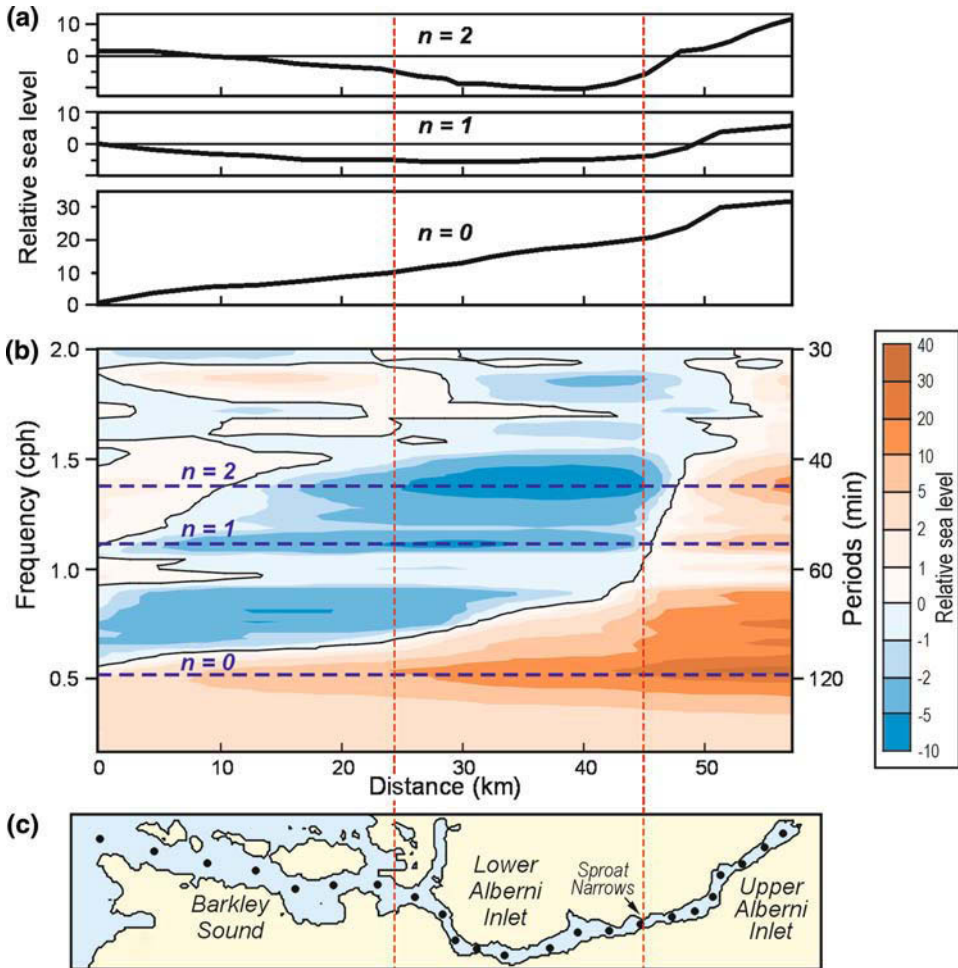 (a)
10
0
n = 2
10
0
n = 1
30
20
10
0
n = 0
Relative sea level
(b)
2.0
1.5
1.0
0.5
Frequency (cph)
n = 2
n = 1
n = 0
30
40
60
120
Periods (min)
0
10
20
30
40
50
Distance (km)
40
30
20
10
5
2
1
0
-1
-2
-5
-10
Relative sea level
(c)
Barkley
Sound
Lower
Alberni
Inlet
Sproat
Narrows
Upper
Alberni
Inlet